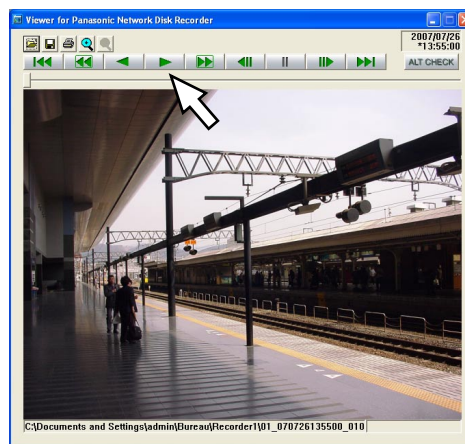 Viewer for Panasonic Network Disk Recorder
2007/07/26
*13:55:00
ALT CHECK
C:\Documents and Settings\admin\Bureau\Recorder1\01_070726135500_010